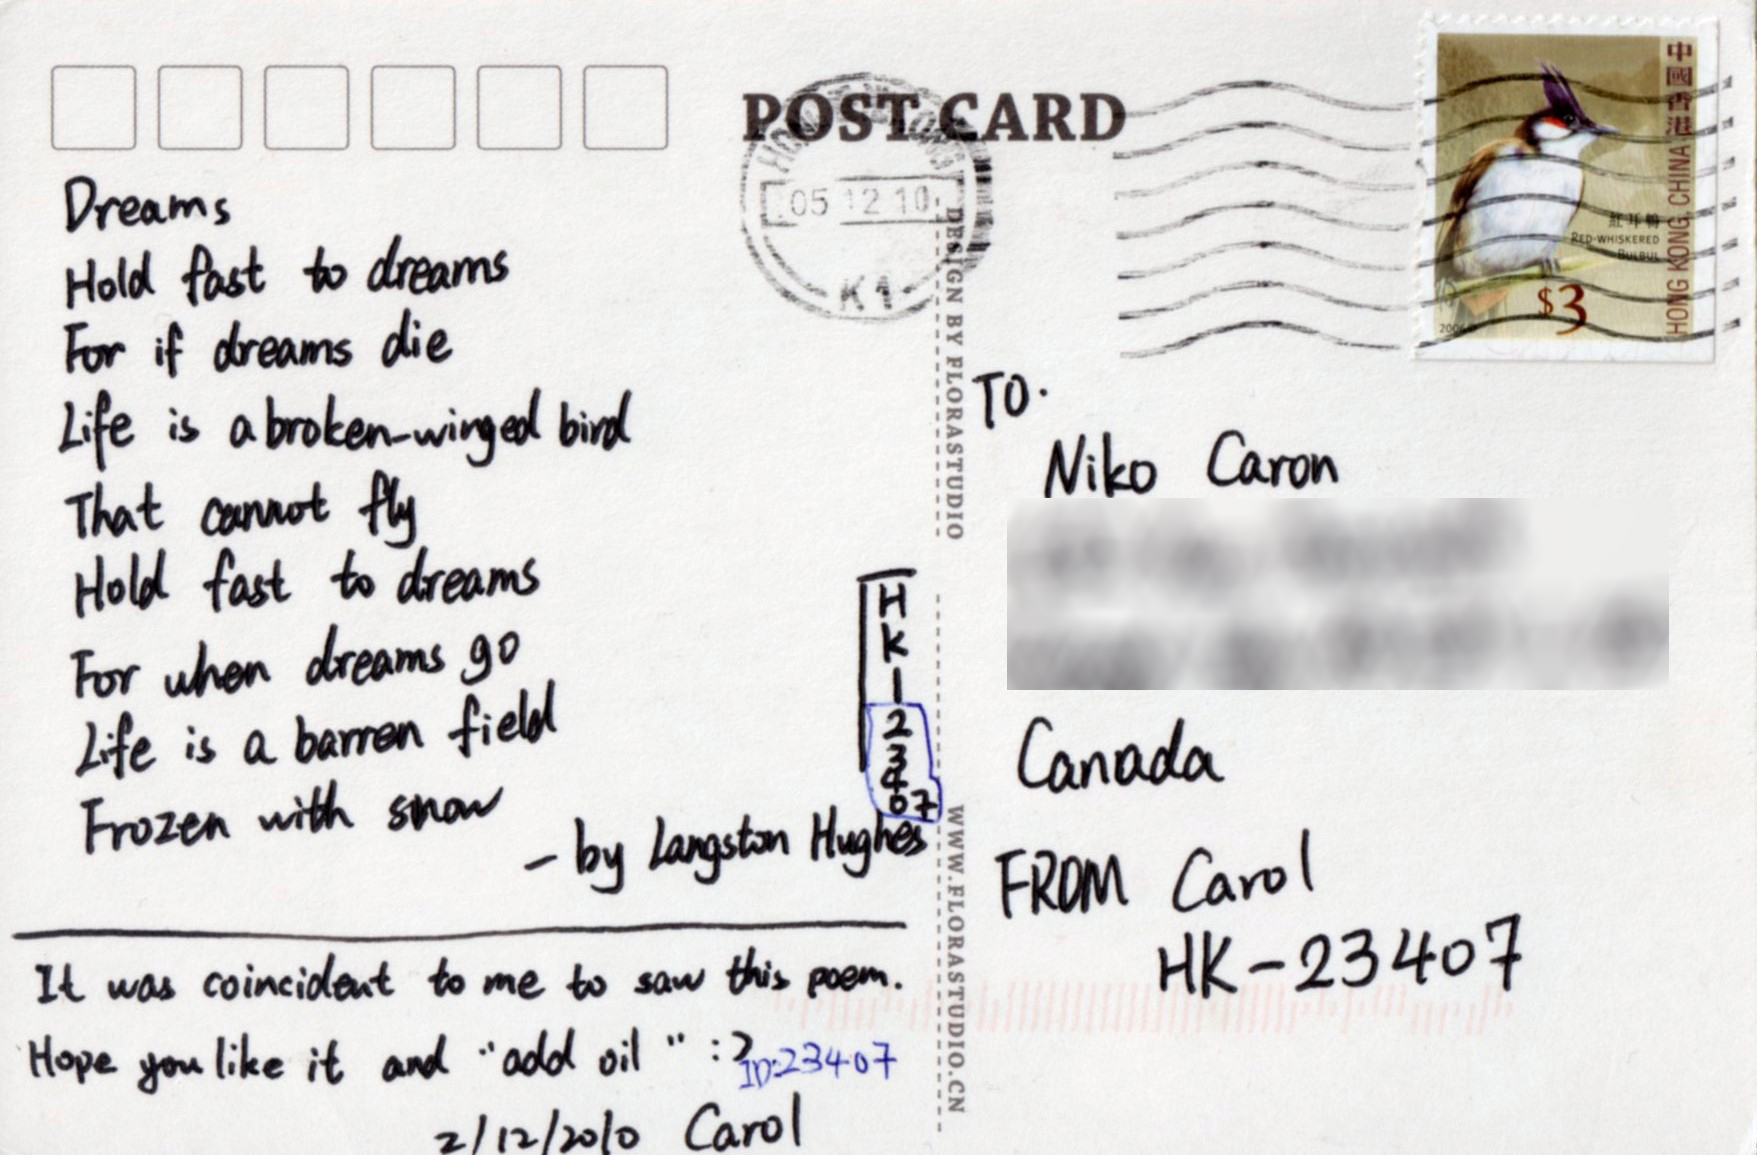 POST CARD
HONG KONG
05 12 10
K1
中國香港
HONG KONG, CHINA
紅耳鵯
RED-WHISKERED
BULBUL
$3
2006
Dreams
Hold fast to dreams
For if dreams die
Life is a broken-winged bird
That cannot fly
Hold fast to dreams
For when dreams go
Life is a barren field
Frozen with snow
- by Langston Hughes
It was coincident to me to saw this poem.
Hope you like it and "add oil" :>
ID:23407
2/12/2010 Carol
HK-23407
DESIGN BY FLORASTUDIO
WWW.FLORASTUDIO.CN
TO.
Niko Caron
Canada
FROM Carol
HK-23407